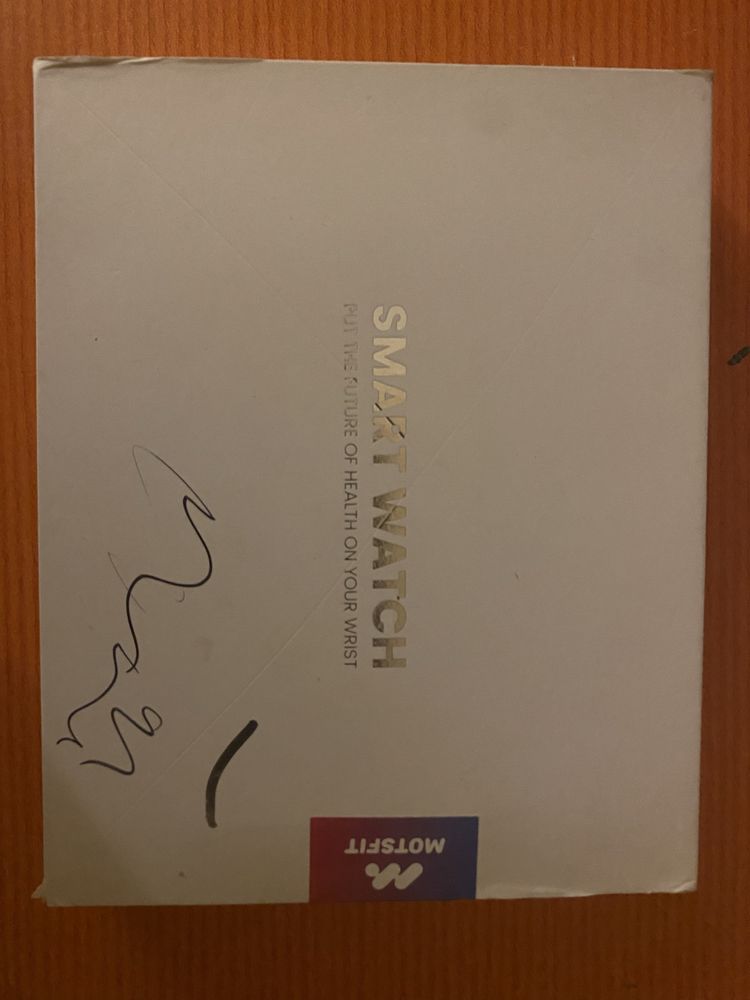 SMART WATCH
PUT THE FUTURE OF HEALTH ON YOUR WRIST
MOTSFIT